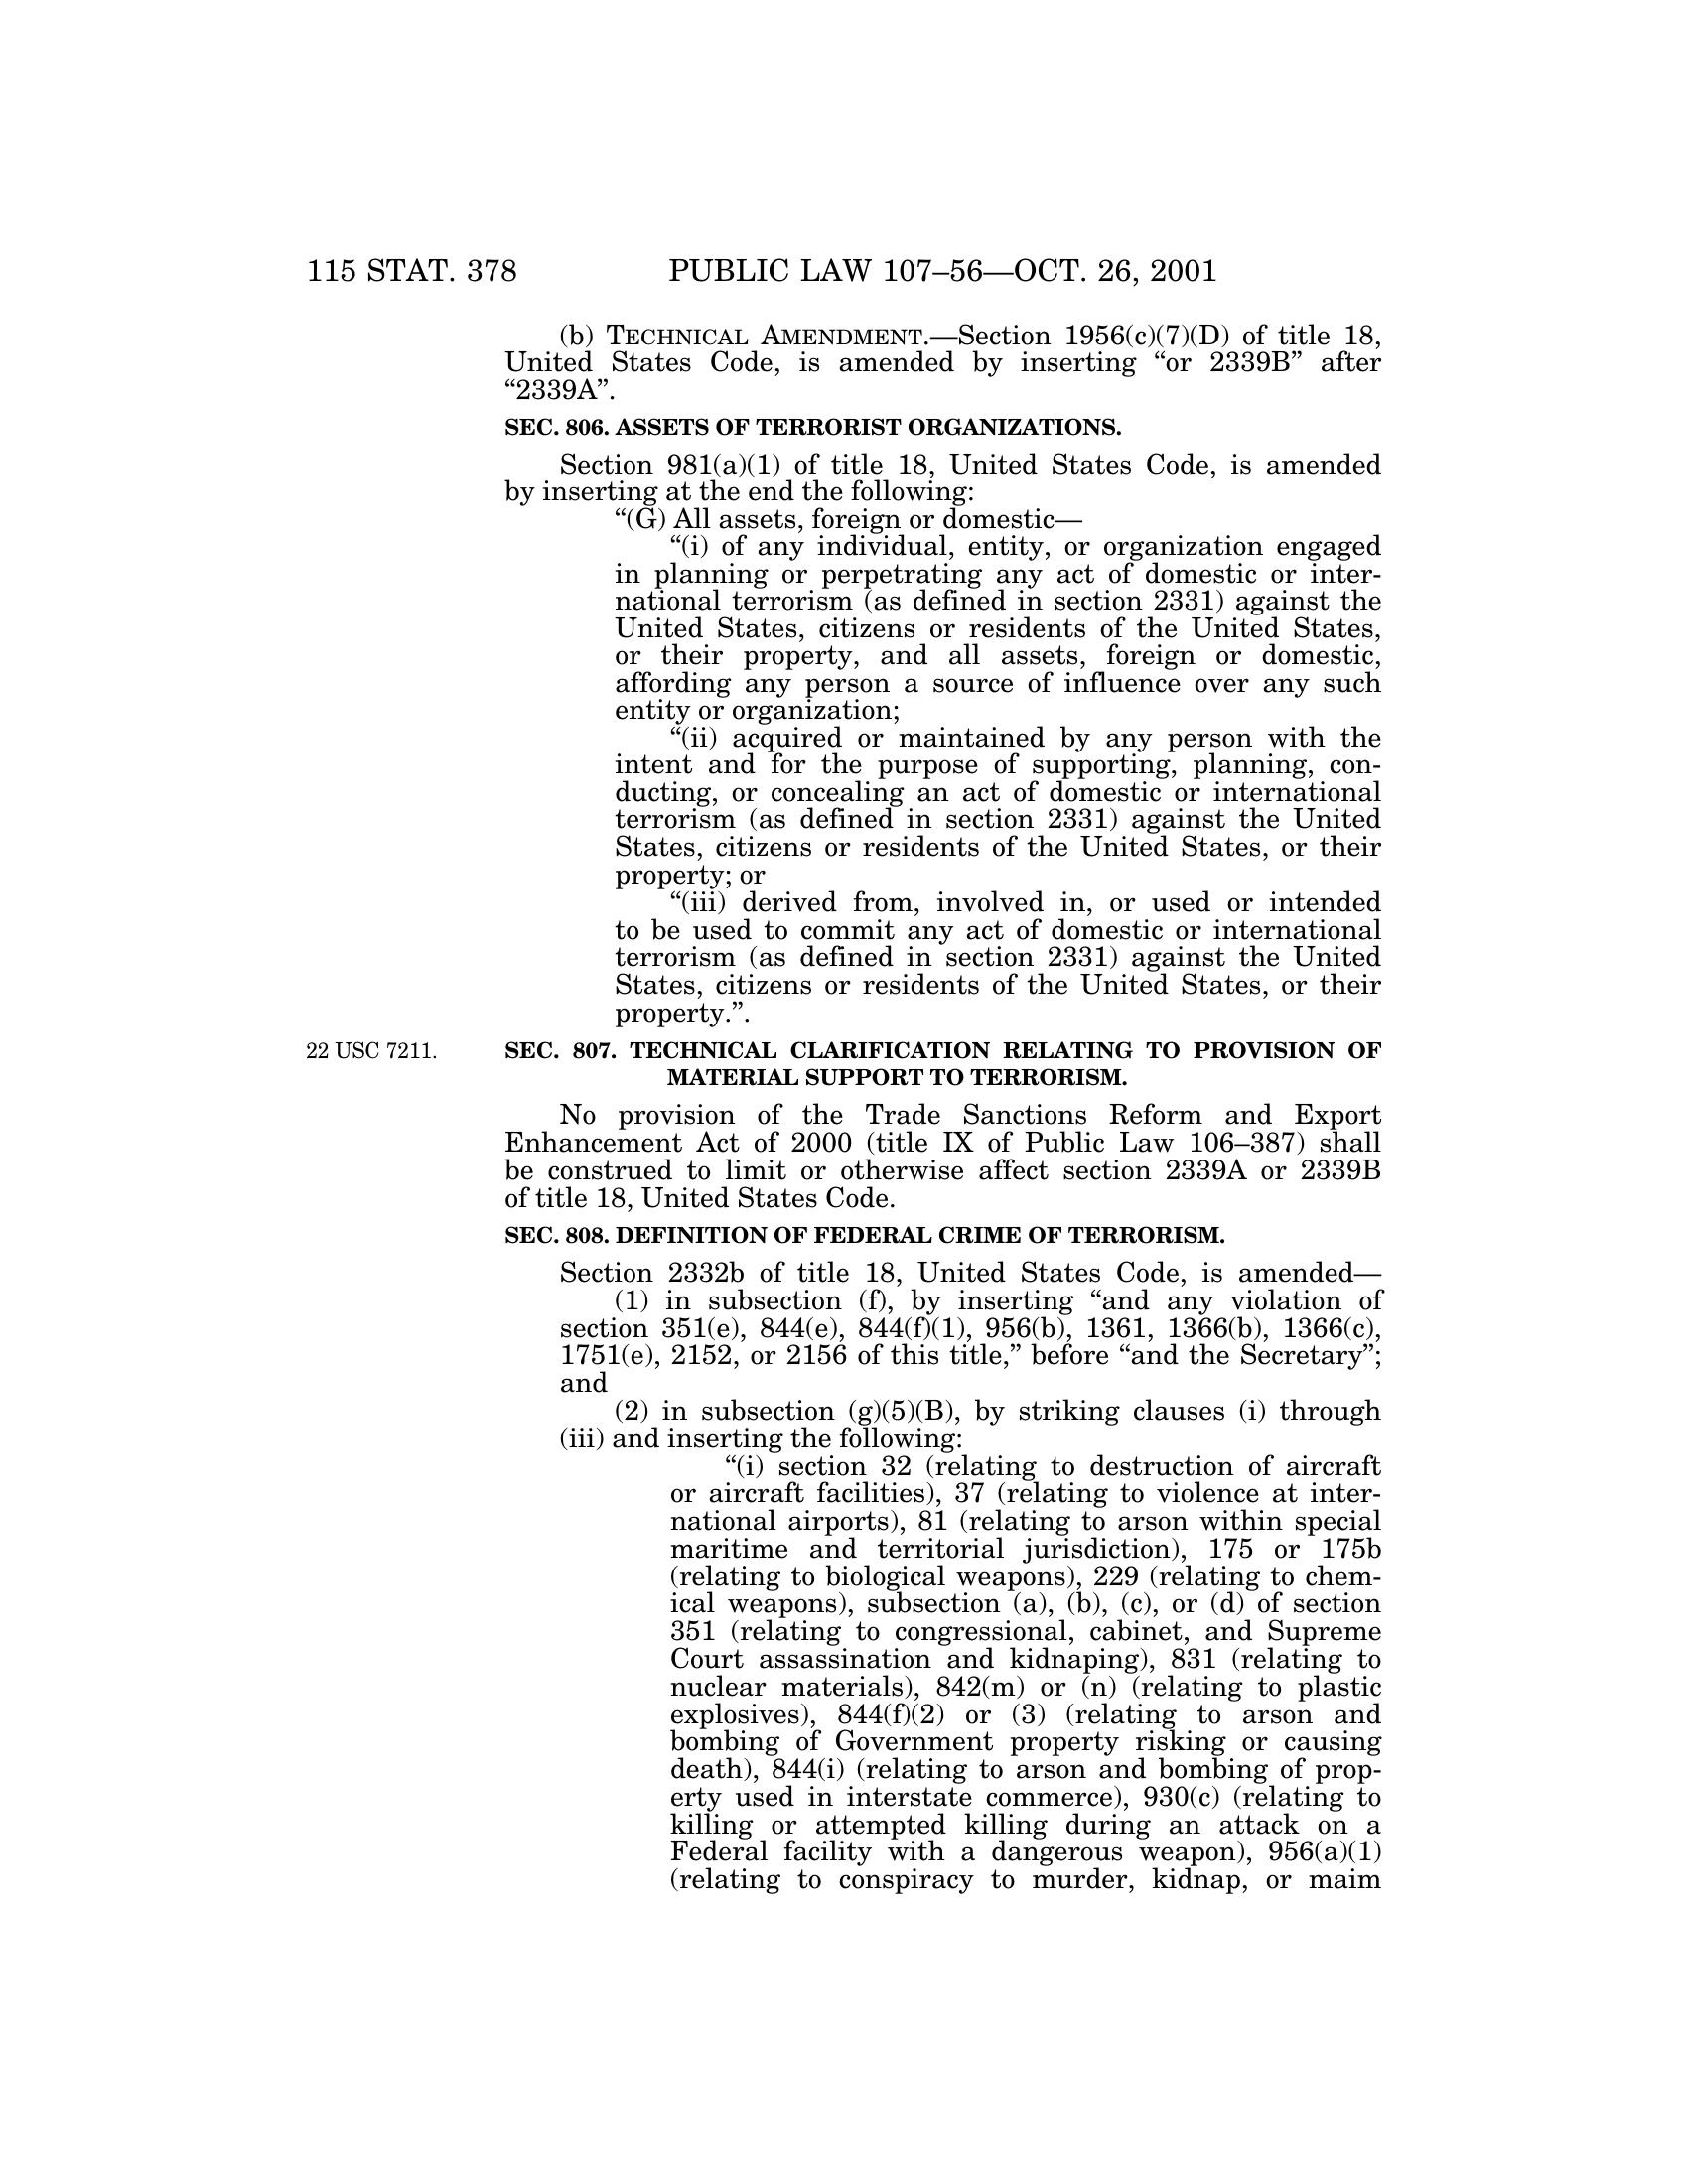 115 STAT. 378 PUBLIC LAW 107–56—OCT. 26, 2001
(b) TECHNICAL AMENDMENT.—Section 1956(c)(7)(D) of title 18,
United States Code, is amended by inserting “or 2339B” after
“2339A”.
SEC. 806. ASSETS OF TERRORIST ORGANIZATIONS.
Section 981(a)(1) of title 18, United States Code, is amended
by inserting at the end the following:
“(G) All assets, foreign or domestic—
“(i) of any individual, entity, or organization engaged
in planning or perpetrating any act of domestic or inter-
national terrorism (as defined in section 2331) against the
United States, citizens or residents of the United States,
or their property, and all assets, foreign or domestic,
affording any person a source of influence over any such
entity or organization;
“(ii) acquired or maintained by any person with the
intent and for the purpose of supporting, planning, con-
ducting, or concealing an act of domestic or international
terrorism (as defined in section 2331) against the United
States, citizens or residents of the United States, or their
property; or
“(iii) derived from, involved in, or used or intended
to be used to commit any act of domestic or international
terrorism (as defined in section 2331) against the United
States, citizens or residents of the United States, or their
property.”.
22 USC 7211. SEC. 807. TECHNICAL CLARIFICATION RELATING TO PROVISION OF
MATERIAL SUPPORT TO TERRORISM.
No provision of the Trade Sanctions Reform and Export
Enhancement Act of 2000 (title IX of Public Law 106–387) shall
be construed to limit or otherwise affect section 2339A or 2339B
of title 18, United States Code.
SEC. 808. DEFINITION OF FEDERAL CRIME OF TERRORISM.
Section 2332b of title 18, United States Code, is amended—
(1) in subsection (f), by inserting “and any violation of
section 351(e), 844(e), 844(f)(1), 956(b), 1361, 1366(b), 1366(c),
1751(e), 2152, or 2156 of this title,” before “and the Secretary”;
and
(2) in subsection (g)(5)(B), by striking clauses (i) through
(iii) and inserting the following:
“(i) section 32 (relating to destruction of aircraft
or aircraft facilities), 37 (relating to violence at inter-
national airports), 81 (relating to arson within special
maritime and territorial jurisdiction), 175 or 175b
(relating to biological weapons), 229 (relating to chem-
ical weapons), subsection (a), (b), (c), or (d) of section
351 (relating to congressional, cabinet, and Supreme
Court assassination and kidnaping), 831 (relating to
nuclear materials), 842(m) or (n) (relating to plastic
explosives), 844(f)(2) or (3) (relating to arson and
bombing of Government property risking or causing
death), 844(i) (relating to arson and bombing of prop-
erty used in interstate commerce), 930(c) (relating to
killing or attempted killing during an attack on a
Federal facility with a dangerous weapon), 956(a)(1)
(relating to conspiracy to murder, kidnap, or maim